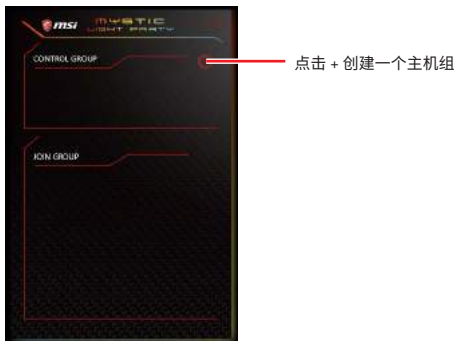 msi MYSTIC
LIGHT PARTY
CONTROL GROUP
点击 + 创建一个主机组
JOIN GROUP